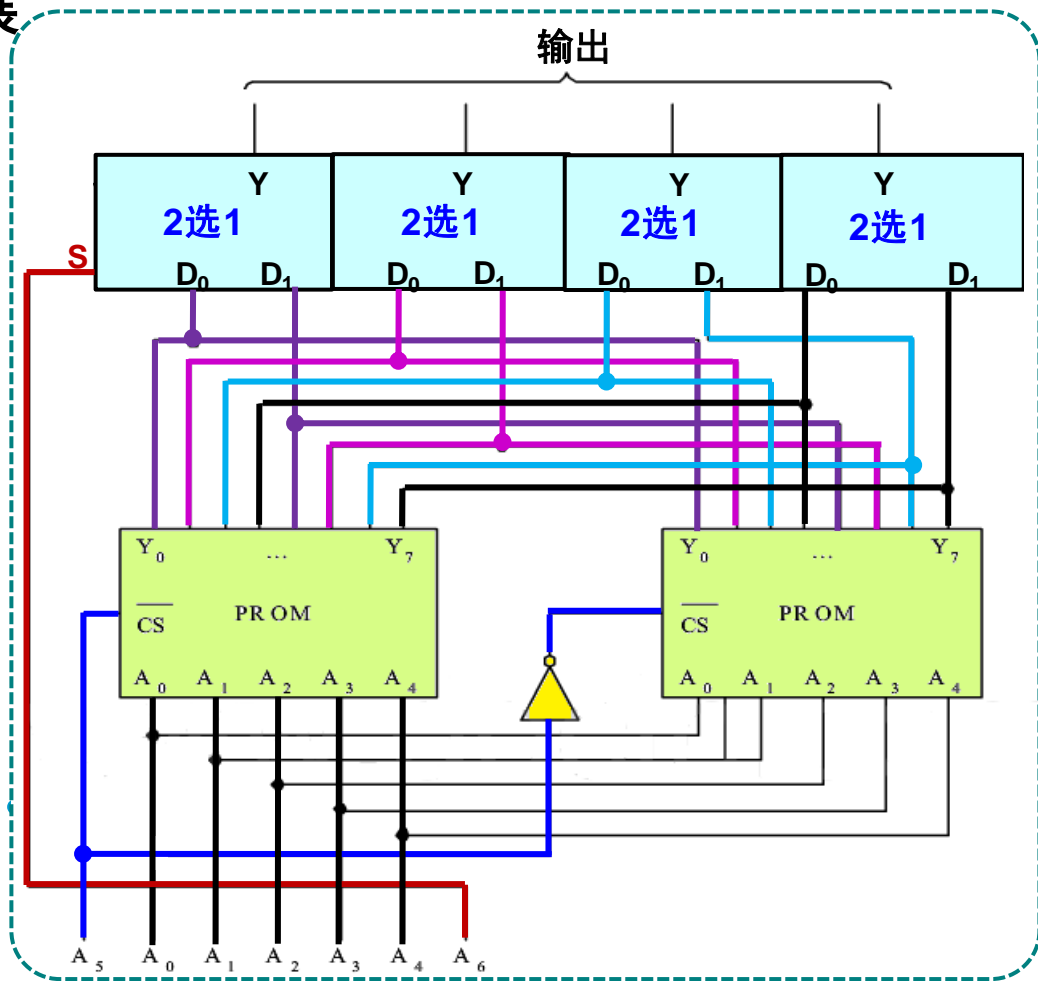 表
输出
Y Y Y Y
2选1 2选1 2选1 2选1
S
D0 D1 D0 D1 D0 D1 D0 D1
Y0 ... Y7 Y0 ... Y7
PROM PROM
CS CS
A0 A1 A2 A3 A4 A0 A1 A2 A3 A4
A5 A0 A1 A2 A3 A4 A6